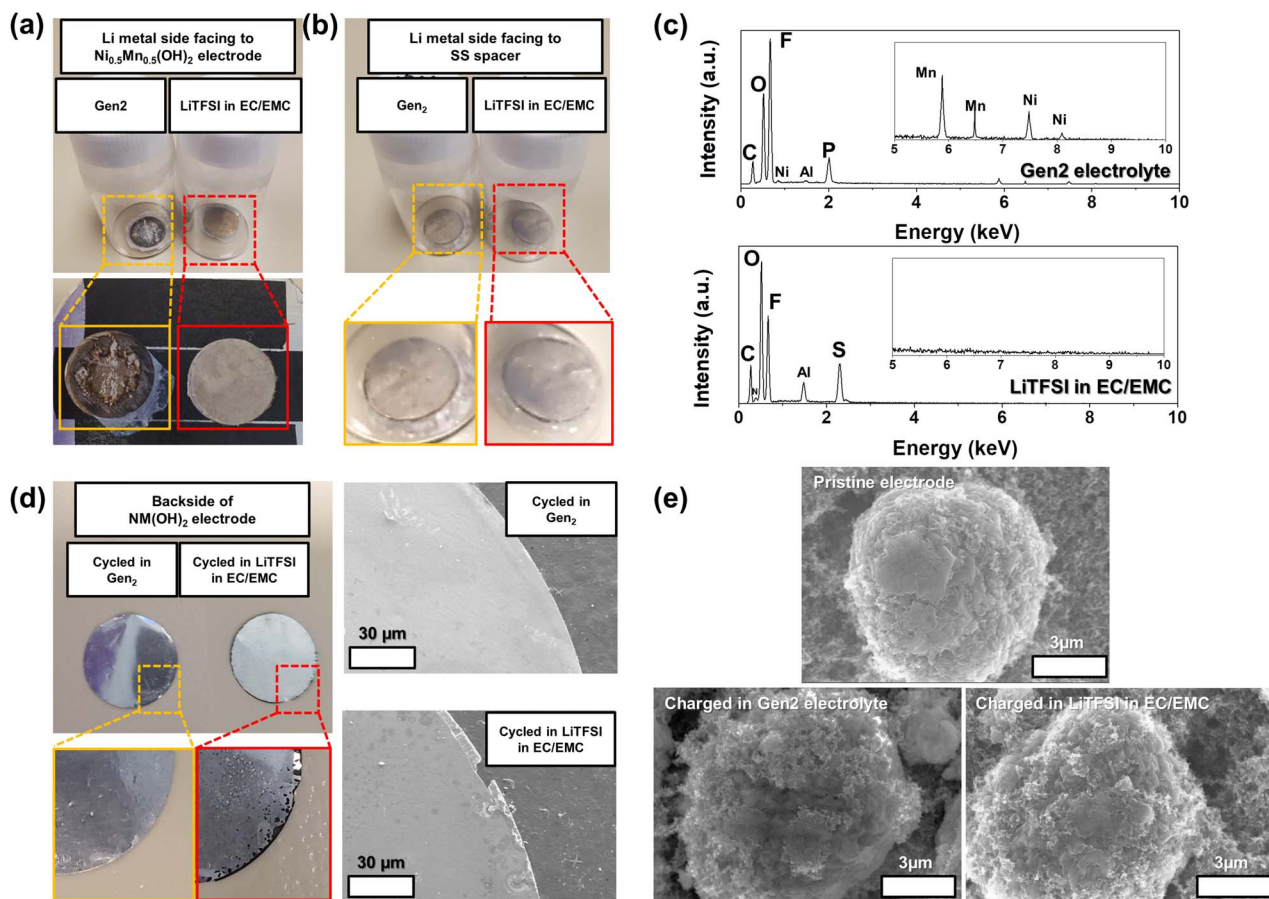 (a)
Li metal side facing to
Ni₀.₅Mn₀.₅(OH)₂ electrode
Gen2
LiTFSI in EC/EMC
(b)
Li metal side facing to
SS spacer
Gen₂
LiTFSI in EC/EMC
(c)
Intensity (a.u.)
C
O
F
Ni
Al
P
Mn
Mn
Ni
Ni
5 6 7 8 9 10
Gen2 electrolyte
0 2 4 6 8 10
Energy (keV)
Intensity (a.u.)
C
N
O
F
Al
S
5 6 7 8 9 10
LiTFSI in EC/EMC
0 2 4 6 8 10
Energy (keV)
(d)
Backside of
NM(OH)₂ electrode
Cycled in
Gen₂
Cycled in LiTFSI
in EC/EMC
Cycled in
Gen₂
30 μm
Cycled in LiTFSI
in EC/EMC
30 μm
(e)
Pristine electrode
3μm
Charged in Gen2 electrolyte
3μm
Charged in LiTFSI in EC/EMC
3μm